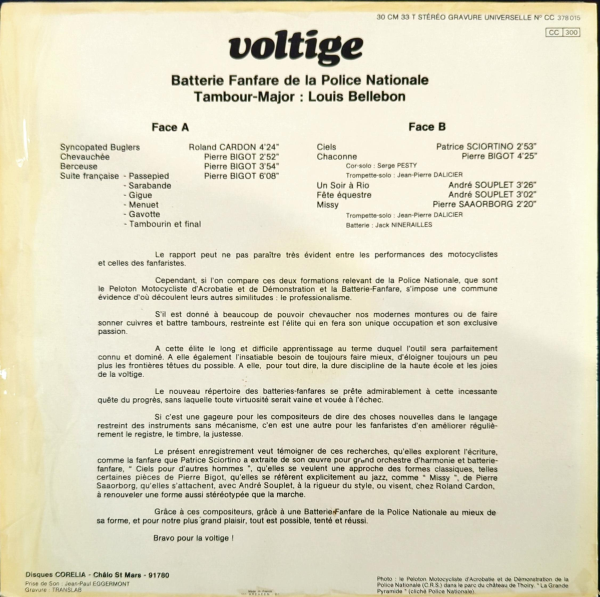 30 CM 33 T STÉRÉO GRAVURE UNIVERSELLE N° CC 378015
CC 300
voltige
Batterie Fanfare de la Police Nationale
Tambour-Major : Louis Bellebon
Face A
Syncopated Buglers Roland CARDON 4'24"
Chevauchée Pierre BIGOT 2'52"
Berceuse Pierre BIGOT 3'54"
Suite française - Passepied Pierre BIGOT 6'08"
- Sarabande
- Gigue
- Menuet
- Gavotte
- Tambourin et final
Face B
Ciels Patrice SCIORTINO 2'53"
Chaconne Pierre BIGOT 4'25"
Cor-solo : Serge PESTY
Trompette-solo : Jean-Pierre DALICIER
Un Soir à Rio André SOUPLET 3'26"
Fête équestre André SOUPLET 3'02"
Missy Pierre SAAORBORG 2'20"
Trompette-solo : Jean-Pierre DALICIER
Batterie : Jack NINERAILLES
Le rapport peut ne pas paraître très évident entre les performances des motocyclistes
et celles des fanfaristes.
Cependant, si l'on compare ces deux formations relevant de la Police Nationale, que sont
le Peloton Motocycliste d'Acrobatie et de Démonstration et la Batterie-Fanfare, s'impose une commune
évidence d'où découlent leurs autres similitudes : le professionalisme.
S'il est donné à beaucoup de pouvoir chevaucher nos modernes montures ou de faire
sonner cuivres et battre tambours, restreinte est l'élite qui en fera son unique occupation et son exclusive
passion.
A cette élite le long et difficile apprentissage au terme duquel l'outil sera parfaitement
connu et dominé. A elle également l'insatiable besoin de toujours faire mieux, d'éloigner toujours un peu
plus les frontières têtues du possible. A elle, pour tout dire, la dure discipline de la haute école et les joies
de la voltige.
Le nouveau répertoire des batteries-fanfares se prête admirablement à cette incessante
quête du progrès, sans laquelle toute virtuosité serait vaine et vouée à l'échec.
Si c'est une gageure pour les compositeurs de dire des choses nouvelles dans le langage
restreint des instruments sans mécanisme, c'en est une autre pour les fanfaristes d'en améliorer réguliè-
rement le registre, le timbre, la justesse.
Le présent enregistrement veut témoigner de ces recherches, qu'elles explorent l'écriture,
comme la fanfare que Patrice Sciortino a extraite de son œuvre pour grand orchestre d'harmonie et batterie-
fanfare, " Ciels pour d'autres hommes ", qu'elles se veulent une approche des formes classiques, telles
certaines pièces de Pierre Bigot, qu'elles se réfèrent explicitement au jazz, comme " Missy ", de Pierre
Saaorborg, qu'elles s'attachent, avec André Souplet, à la rigueur du style, ou visent, chez Roland Cardon,
à renouveler une forme aussi stéréotypée que la marche.
Grâce à ces compositeurs, grâce à une Batterie-Fanfare de la Police Nationale au mieux de
sa forme, et pour notre plus grand plaisir, tout est possible, tenté et réussi.
Bravo pour la voltige !
Disques CORELIA - Châlo St Mars - 91780
Prise de Son : Jean-Paul EGGERMONT
Gravure : TRANSLAB
Photo : le Peloton Motocycliste d'Acrobatie et de Démonstration de la
Police Nationale (C.R.S.) dans le parc du château de Thoiry. " La Grande
Pyramide " (cliché Police Nationale).